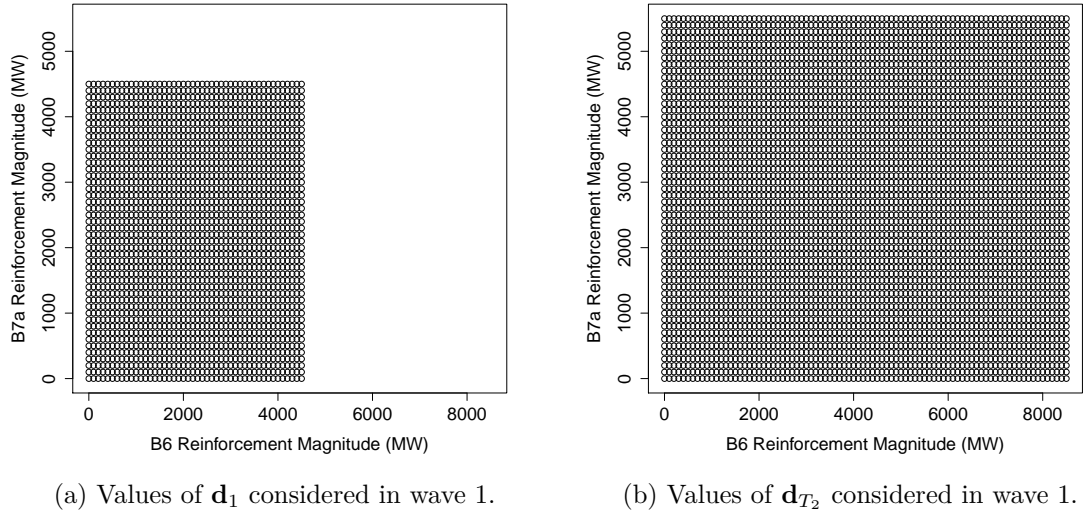 B7a Reinforcement Magnitude (MW)
5000
4000
3000
2000
1000
0
0 2000 4000 6000 8000
B6 Reinforcement Magnitude (MW)
(a) Values of d₁ considered in wave 1.
B7a Reinforcement Magnitude (MW)
5000
4000
3000
2000
1000
0
0 2000 4000 6000 8000
B6 Reinforcement Magnitude (MW)
(b) Values of d_{T₂} considered in wave 1.